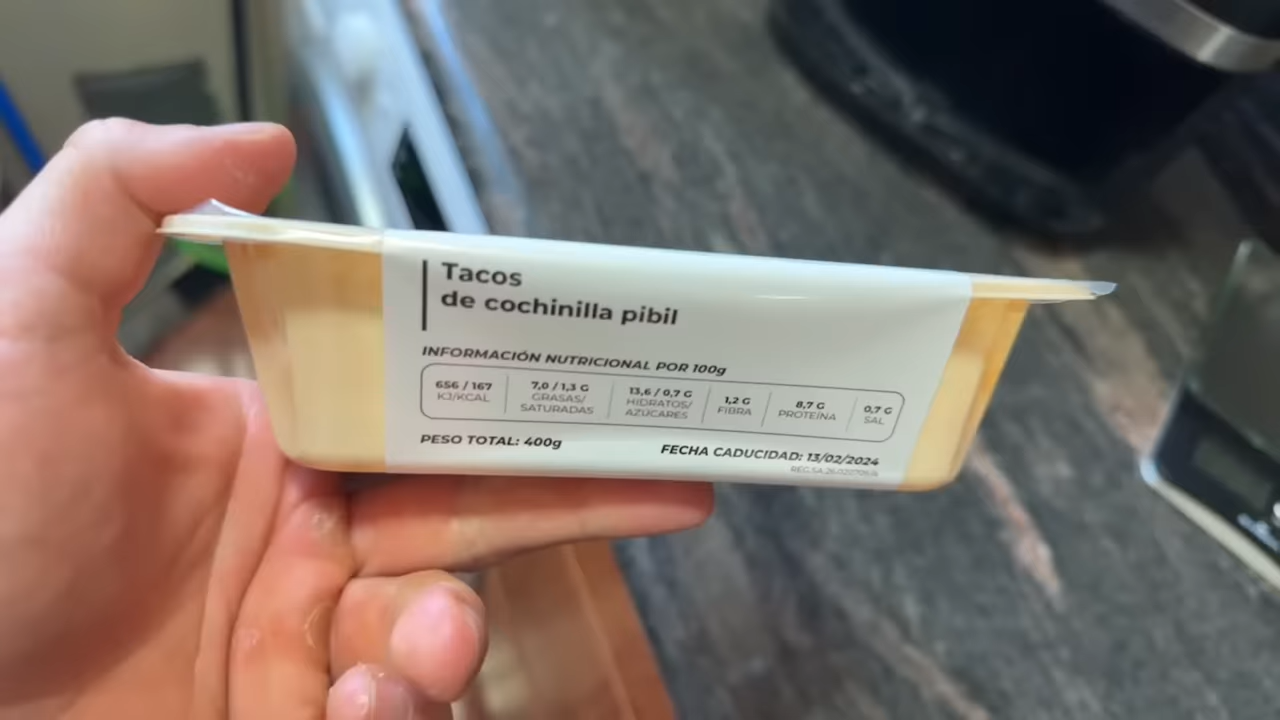 Tacos
de cochinilla pibil
INFORMACIÓN NUTRICIONAL POR 100g
656 / 167
KJ/KCAL
7,0 / 1,3 G
GRASAS/
SATURADAS
13,6 / 0,7 G
HIDRATOS/
AZÚCARES
1,2 G
FIBRA
8,7 G
PROTEÍNA
0,7 G
SAL
PESO TOTAL: 400g
FECHA CADUCIDAD: 13/02/2024